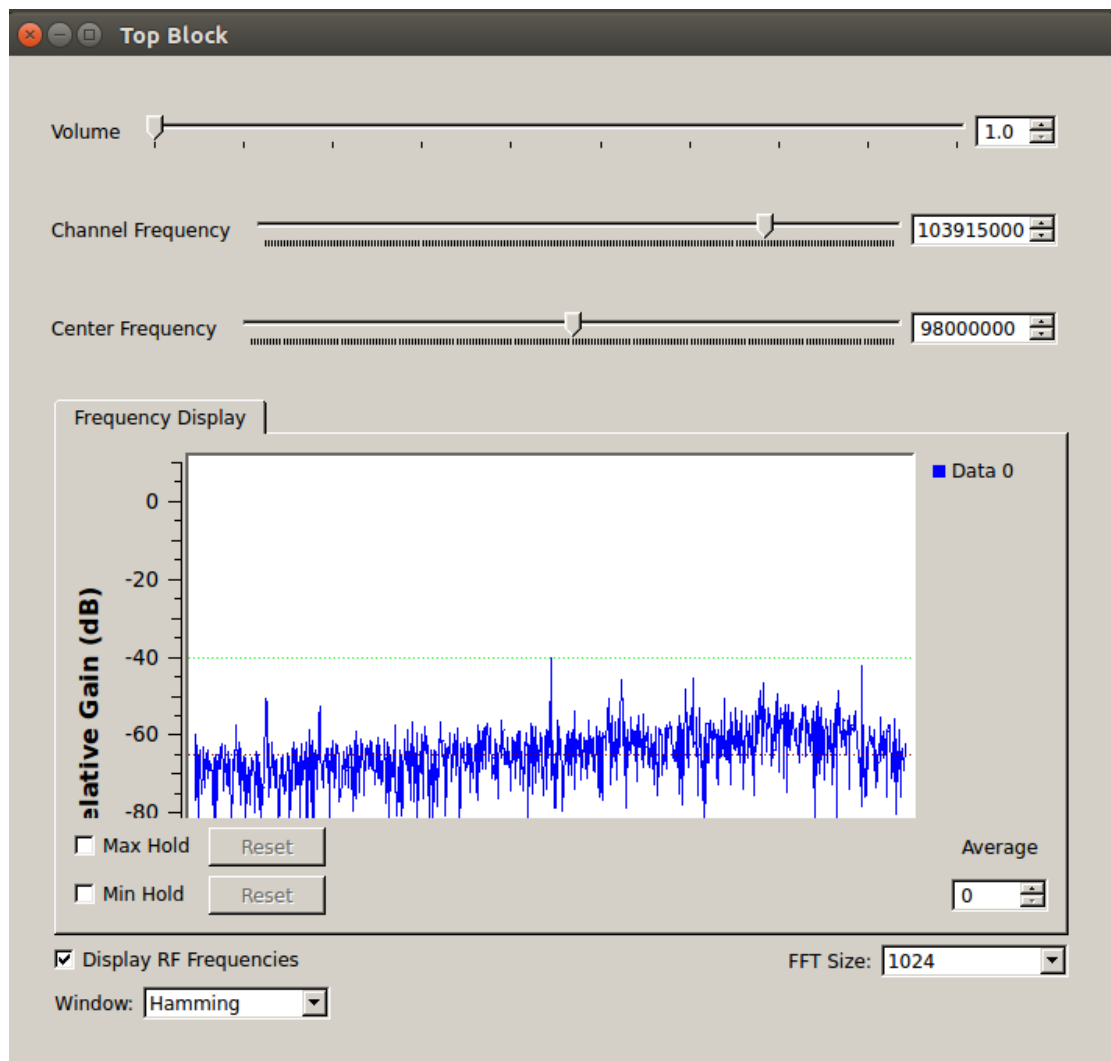 Top Block
Volume 1.0
Channel Frequency 103915000
Center Frequency 98000000
Frequency Display
Data 0
0
-20
-40
-60
-80
elative Gain (dB)
Max Hold Reset
Average
Min Hold Reset
0
Display RF Frequencies
FFT Size: 1024
Window: Hamming